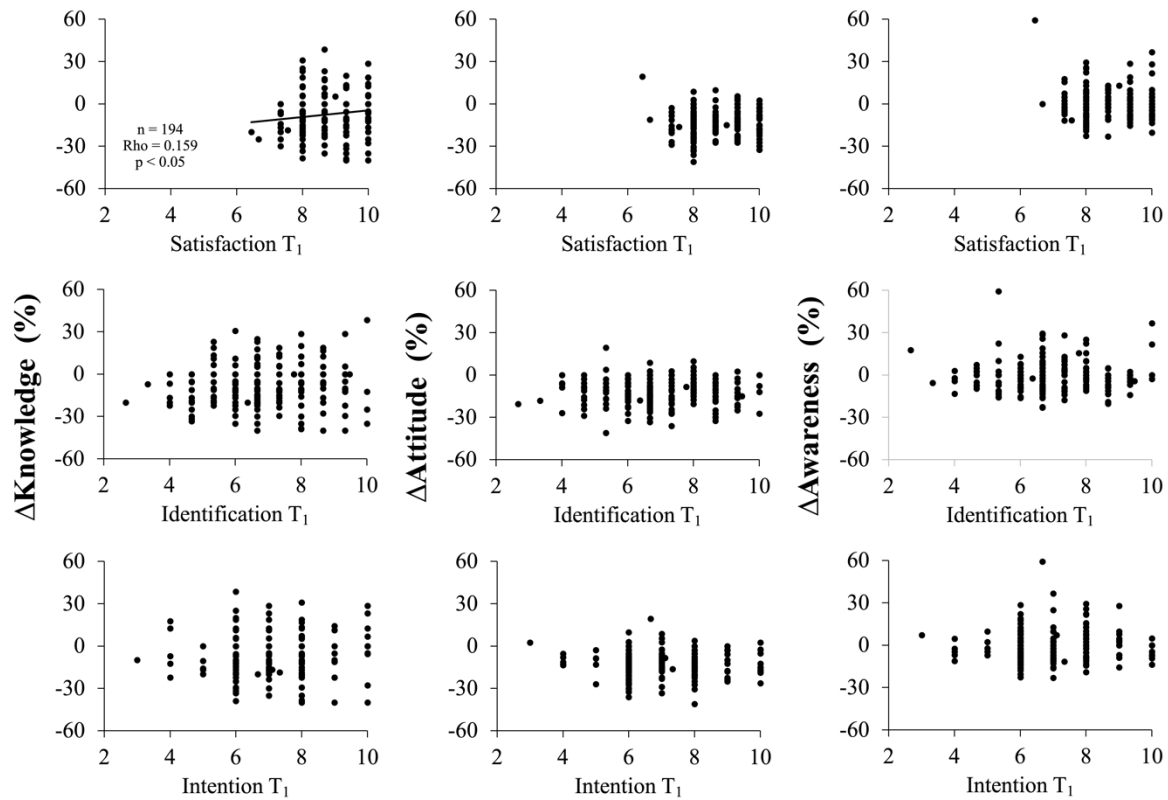 60
30
0
-30
-60
n = 194
Rho = 0.159
p < 0.05
2 4 6 8 10
Satisfaction T₁
60
30
0
-30
-60
2 4 6 8 10
Satisfaction T₁
60
30
0
-30
-60
2 4 6 8 10
Satisfaction T₁
ΔKnowledge (%)
60
30
0
-30
-60
2 4 6 8 10
Identification T₁
ΔAttitude (%)
60
30
0
-30
-60
2 4 6 8 10
Identification T₁
ΔAwareness (%)
60
30
0
-30
-60
2 4 6 8 10
Identification T₁
60
30
0
-30
-60
2 4 6 8 10
Intention T₁
60
30
0
-30
-60
2 4 6 8 10
Intention T₁
60
30
0
-30
-60
2 4 6 8 10
Intention T₁